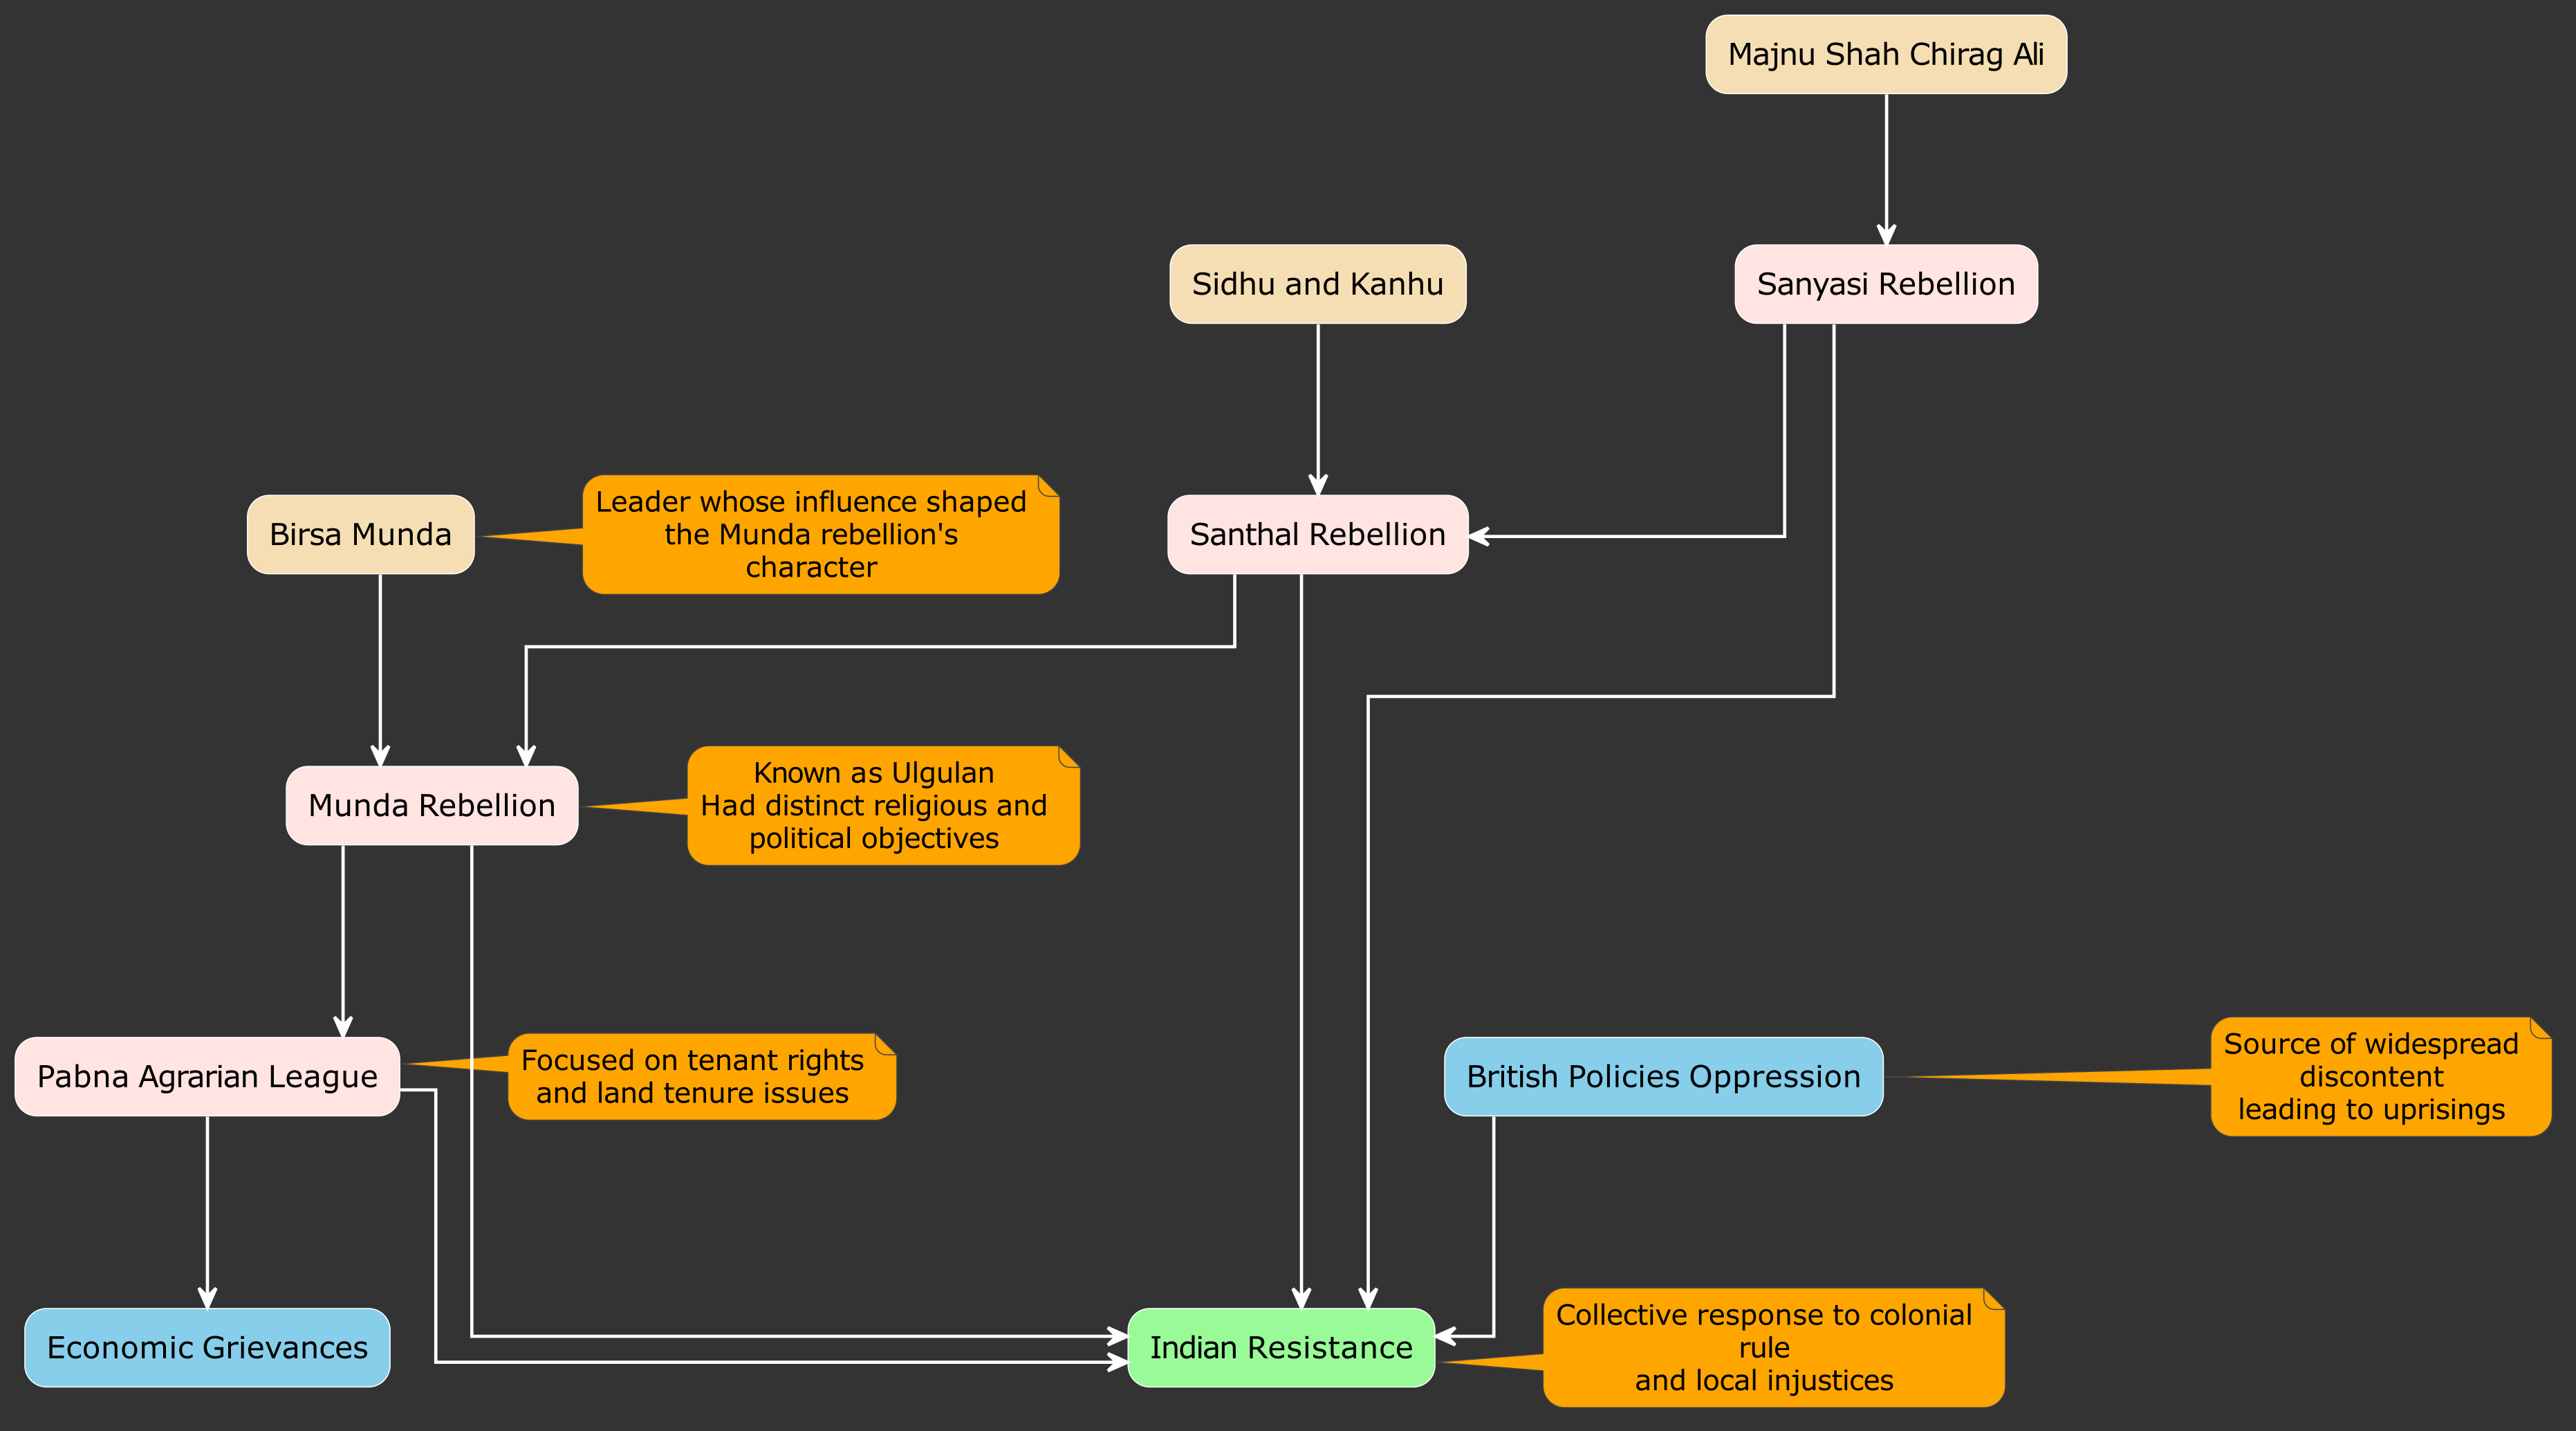 Majnu Shah Chirag Ali
Sidhu and Kanhu
Sanyasi Rebellion
Birsa Munda
Leader whose influence shaped
the Munda rebellion's
character
Santhal Rebellion
Munda Rebellion
Known as Ulgulan
Had distinct religious and
political objectives
Pabna Agrarian League
Focused on tenant rights
and land tenure issues
British Policies Oppression
Source of widespread
discontent
leading to uprisings
Economic Grievances
Indian Resistance
Collective response to colonial
rule
and local injustices